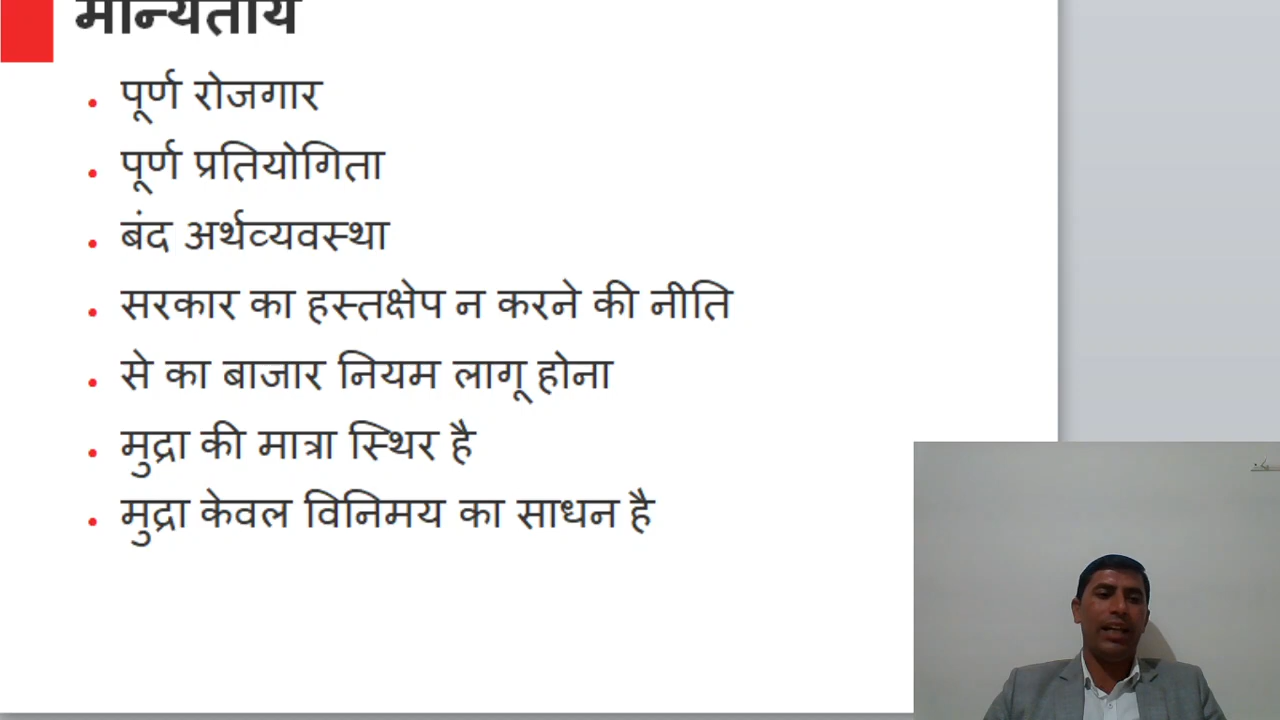 मान्यतायें
पूर्ण रोजगार
पूर्ण प्रतियोगिता
बंद अर्थव्यवस्था
सरकार का हस्तक्षेप न करने की नीति
से का बाजार नियम लागू होना
मुद्रा की मात्रा स्थिर है
मुद्रा केवल विनिमय का साधन है